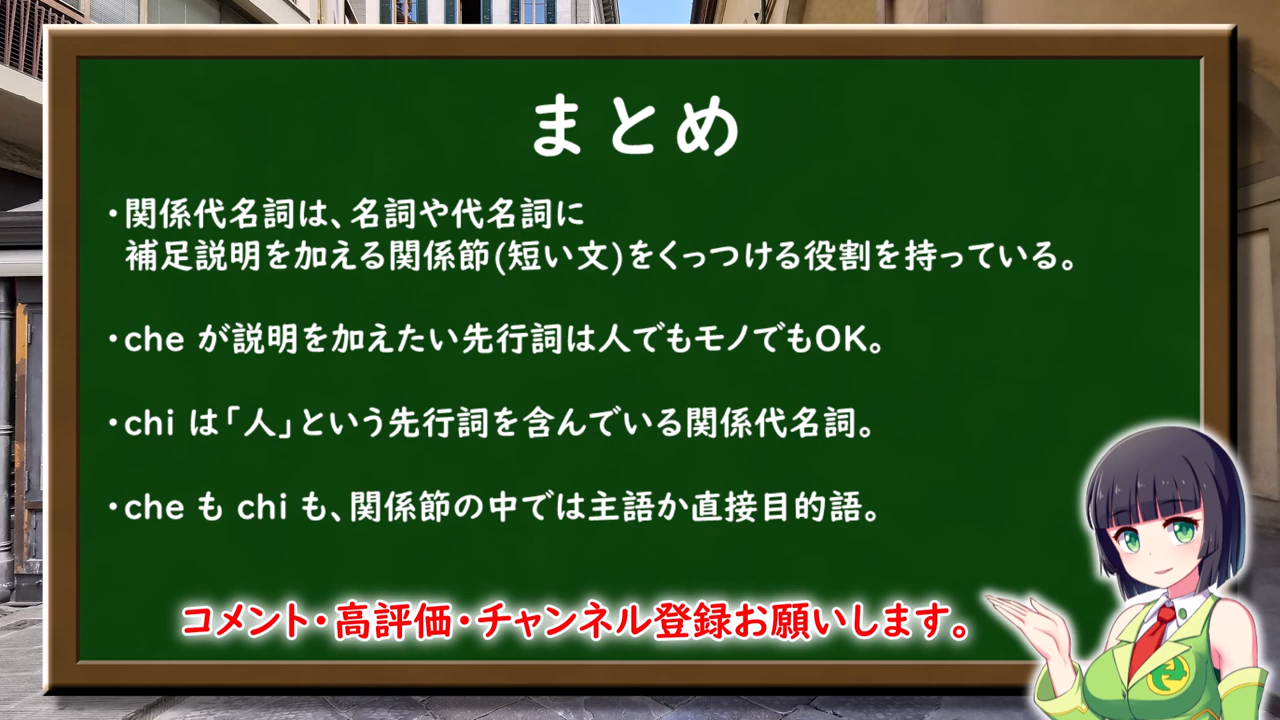 まとめ
・関係代名詞は、名詞や代名詞に
補足説明を加える関係節(短い文)をくっつける役割を持っている。
・che が説明を加えたい先行詞は人でもモノでもOK。
・chi は「人」という先行詞を含んでいる関係代名詞。
・che も chi も、関係節の中では主語か直接目的語。
コメント・高評価・チャンネル登録お願いします。